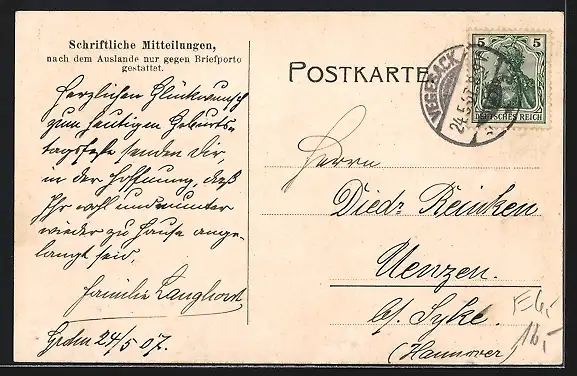 Schriftliche Mitteilungen,
nach dem Auslande nur gegen Briefporto
gestattet.
Herzlichen Glückwunsch
zum heutigen Geburts-
tagsfeste senden Dir,
in der Hoffnung, daß
Ihr wohl und munter
wieder zu Hause ange-
langt seid.
Familie Langhorst
Grohn 24/5 07.
POSTKARTE
5 5
DEUTSCHES REICH
VEGESACK
24.5.07
Herrn
Diedr Reinken
Uenzen.
b/ Syke.
(Hannover)